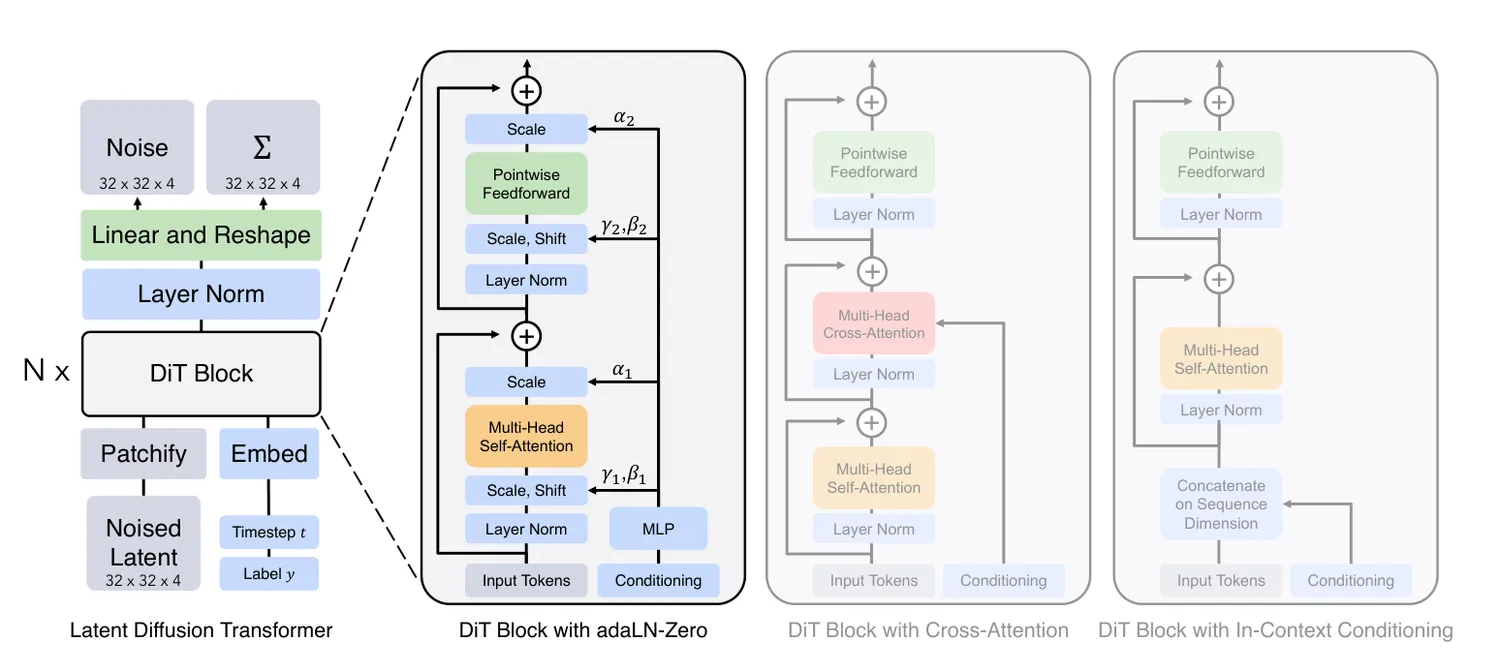 Noise
32 x 32 x 4
Σ
32 x 32 x 4
Linear and Reshape
Layer Norm
N x
DiT Block
Patchify
Embed
Noised
Latent
32 x 32 x 4
Timestep t
Label y
Latent Diffusion Transformer
+
Scale
α₂
Pointwise
Feedforward
Scale, Shift
γ₂,β₂
Layer Norm
+
Scale
α₁
Multi-Head
Self-Attention
Scale, Shift
γ₁,β₁
Layer Norm
MLP
Input Tokens
Conditioning
DiT Block with adaLN-Zero
+
Pointwise
Feedforward
Layer Norm
+
Multi-Head
Cross-Attention
Layer Norm
+
Multi-Head
Self-Attention
Layer Norm
Input Tokens
Conditioning
DiT Block with Cross-Attention
+
Pointwise
Feedforward
Layer Norm
+
Multi-Head
Self-Attention
Layer Norm
Concatenate
on Sequence
Dimension
Input Tokens
Conditioning
DiT Block with In-Context Conditioning